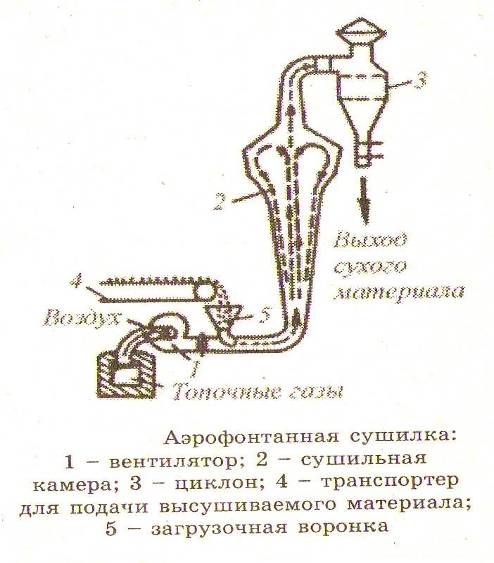 3
2
Выход
сухого
материала
4
Воздух
5
1
Топочные газы
Аэрофонтанная сушилка:
1 – вентилятор; 2 – сушильная
камера; 3 – циклон; 4 – транспортер
для подачи высушиваемого материала;
5 – загрузочная воронка